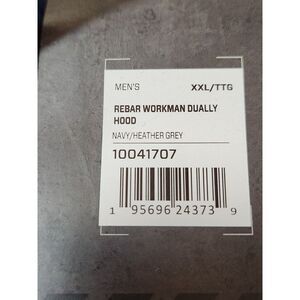 MEN'S XXL/TTG
REBAR WORKMAN DUALLY
HOOD
NAVY/HEATHER GREY
10041707
1 95696 24373 9